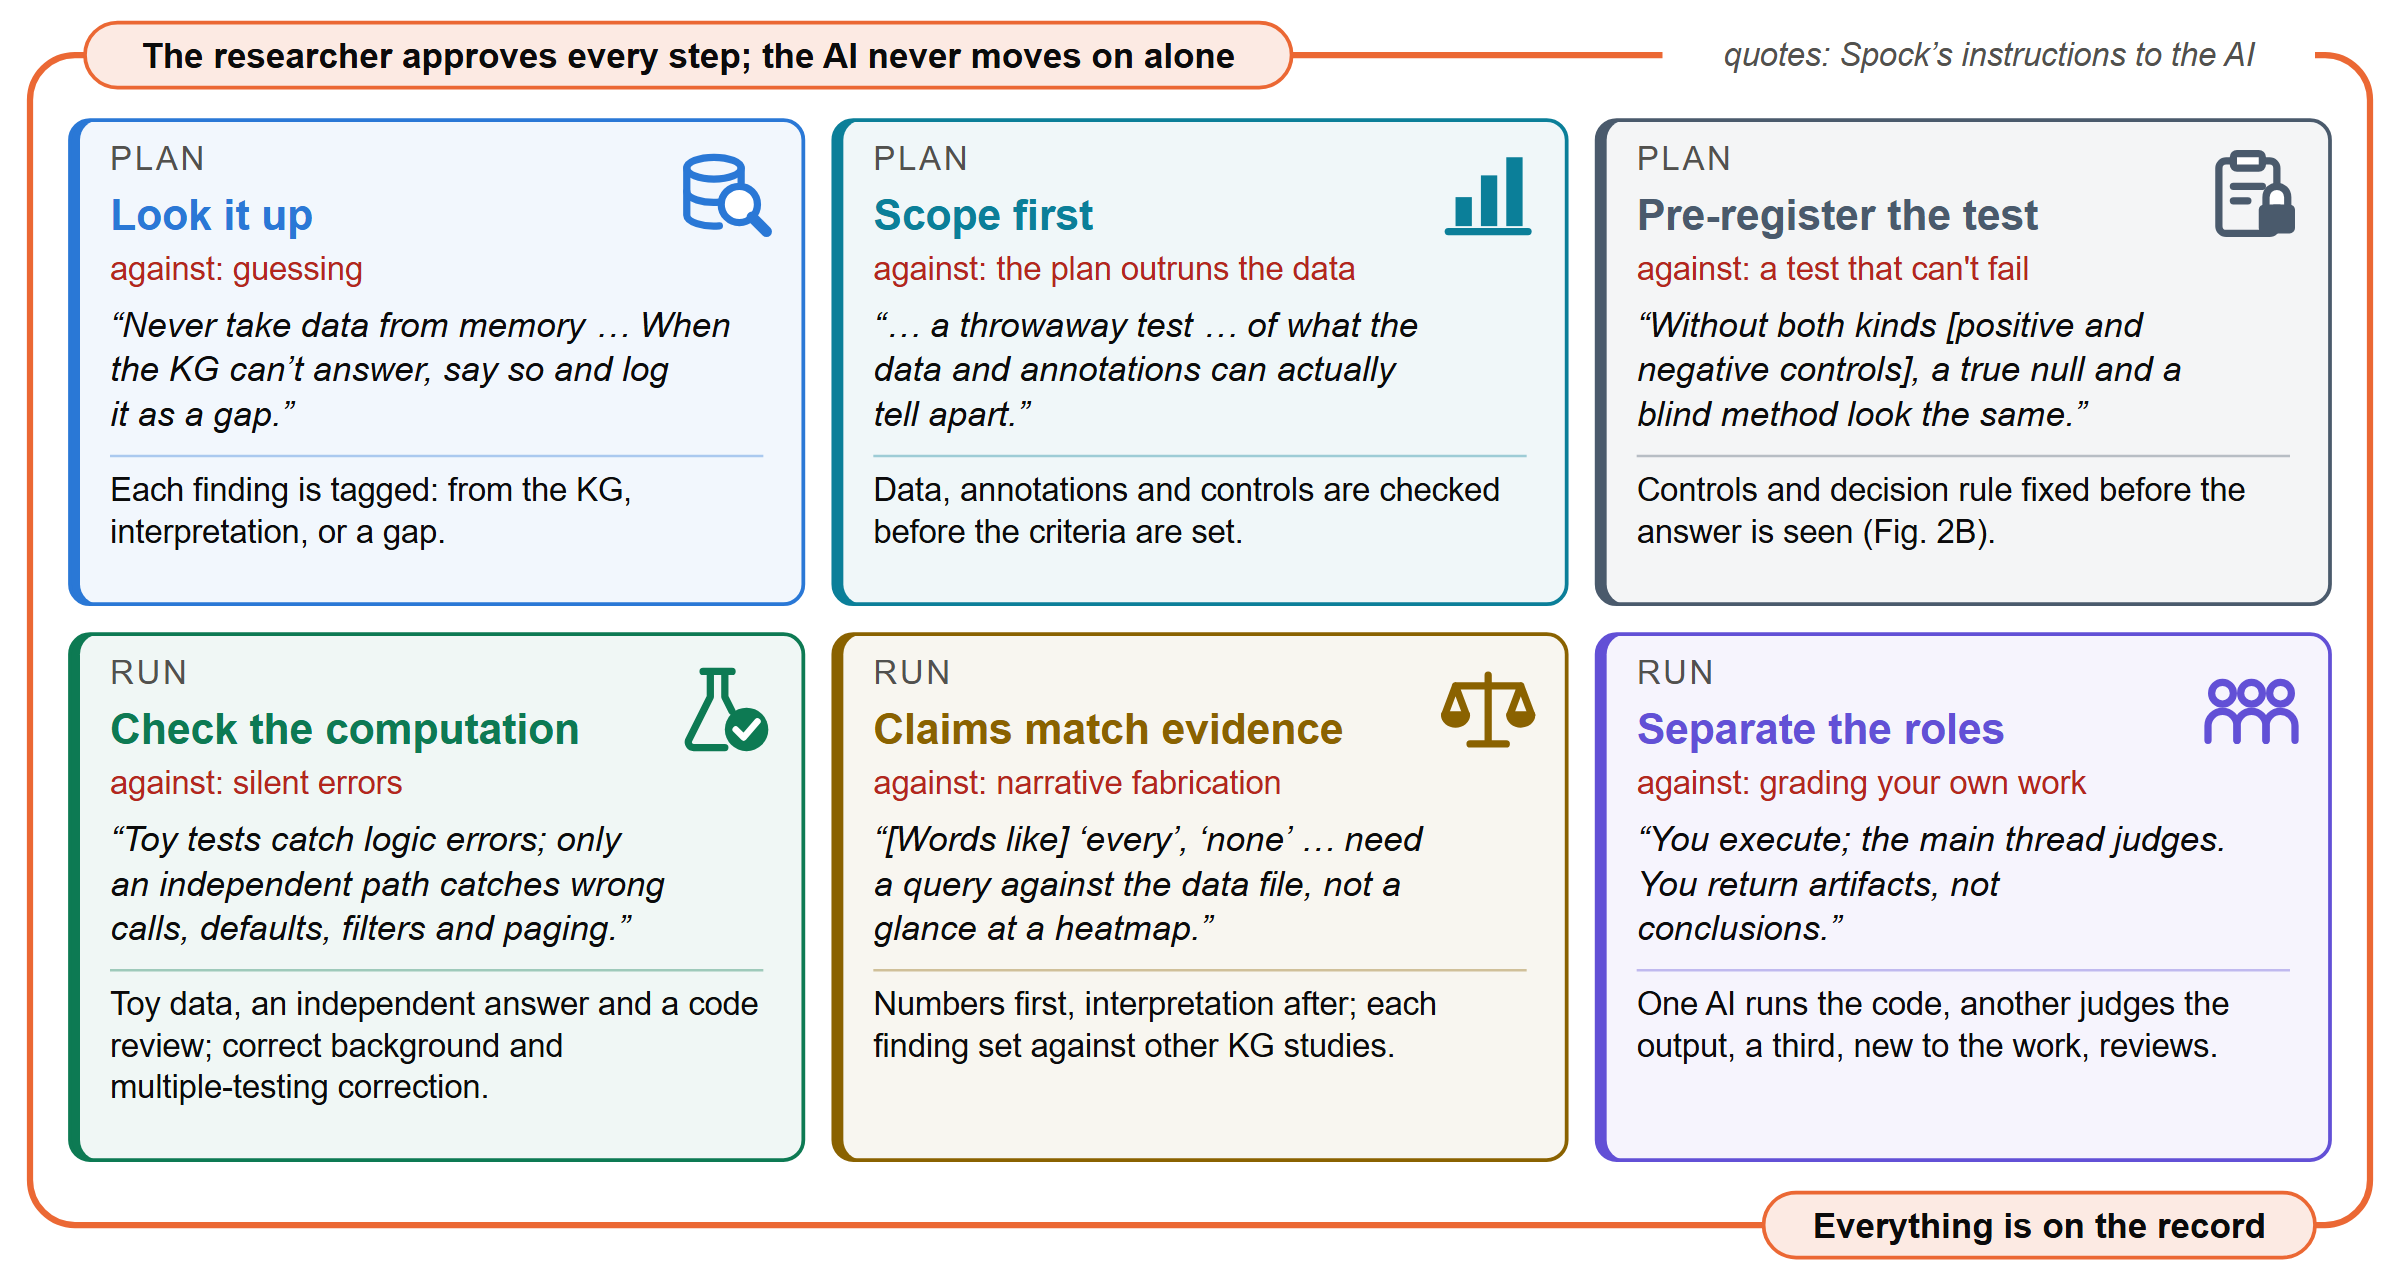 The researcher approves every step; the AI never moves on alone
quotes: Spock’s instructions to the AI
PLAN
Look it up
against: guessing
“Never take data from memory … When
the KG can’t answer, say so and log
it as a gap.”
Each finding is tagged: from the KG,
interpretation, or a gap.
PLAN
Scope first
against: the plan outruns the data
“… a throwaway test … of what the
data and annotations can actually
tell apart.”
Data, annotations and controls are checked
before the criteria are set.
PLAN
Pre-register the test
against: a test that can't fail
“Without both kinds [positive and
negative controls], a true null and a
blind method look the same.”
Controls and decision rule fixed before the
answer is seen (Fig. 2B).
RUN
Check the computation
against: silent errors
“Toy tests catch logic errors; only
an independent path catches wrong
calls, defaults, filters and paging.”
Toy data, an independent answer and a code
review; correct background and
multiple-testing correction.
RUN
Claims match evidence
against: narrative fabrication
“[Words like] ‘every’, ‘none’ … need
a query against the data file, not a
glance at a heatmap.”
Numbers first, interpretation after; each
finding set against other KG studies.
RUN
Separate the roles
against: grading your own work
“You execute; the main thread judges.
You return artifacts, not
conclusions.”
One AI runs the code, another judges the
output, a third, new to the work, reviews.
Everything is on the record